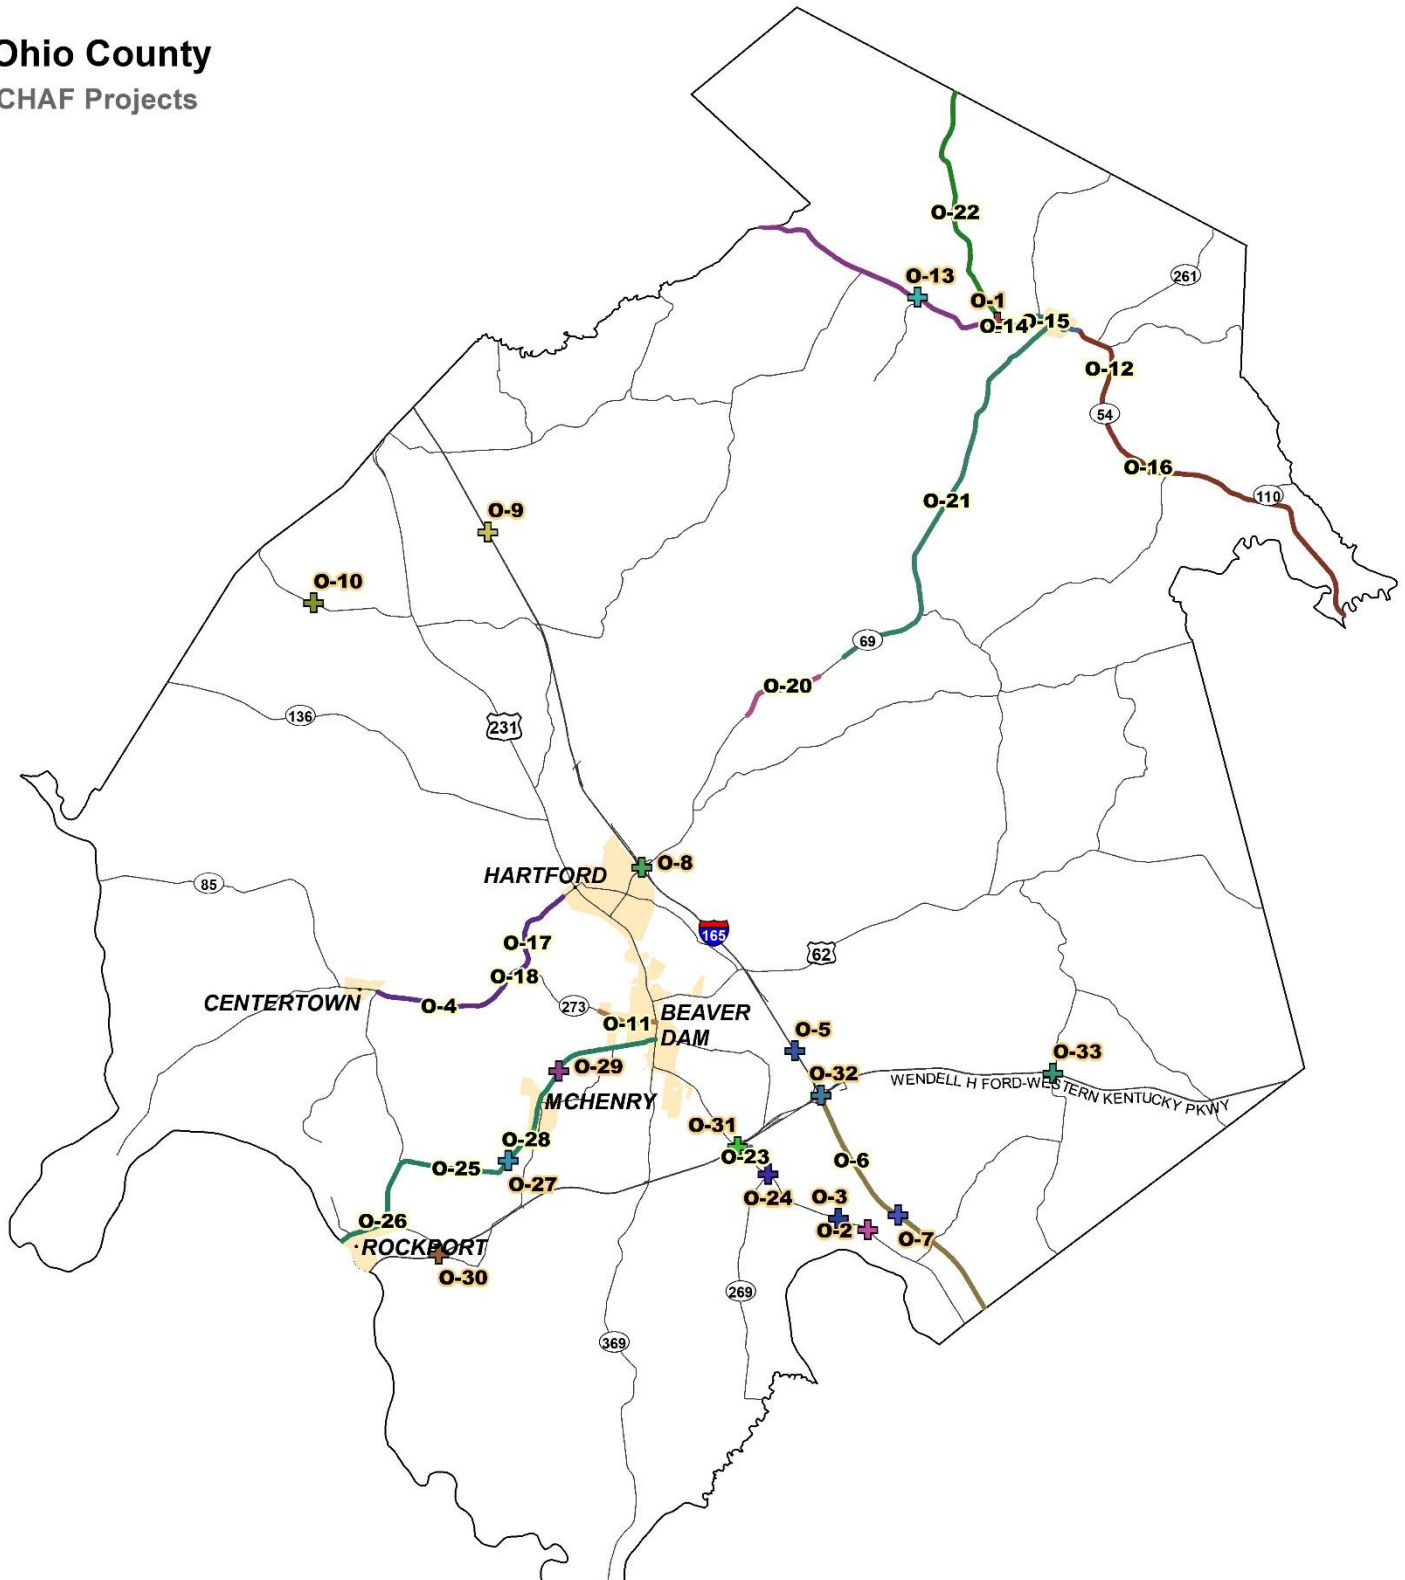 Ohio County
CHAF Projects
O-22
261
O-13
O-1
O-14
O-15
O-12
54
O-16
110
O-21
O-9
O-10
69
O-20
136
231
HARTFORD
O-8
85
165
62
O-17
O-18
CENTERTOWN
O-4
273
O-11
BEAVER
DAM
O-5
O-29
O-32
O-33
WENDELL H FORD-WESTERN KENTUCKY PKWY
MCHENRY
O-31
O-28
O-23
O-6
O-25
O-27
O-24
O-3
O-2
O-7
O-26
ROCKPORT
O-30
269
369